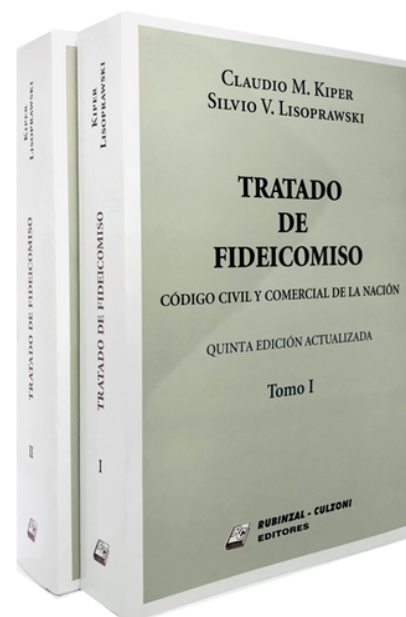 KIPER
LISOPRAWSKI
TRATADO DE FIDEICOMISO
II
KIPER
LISOPRAWSKI
TRATADO DE FIDEICOMISO
I
CLAUDIO M. KIPER
SILVIO V. LISOPRAWSKI
TRATADO
DE
FIDEICOMISO
CÓDIGO CIVIL Y COMERCIAL DE LA NACIÓN
QUINTA EDICIÓN ACTUALIZADA
Tomo I
RUBINZAL - CULZONI
EDITORES